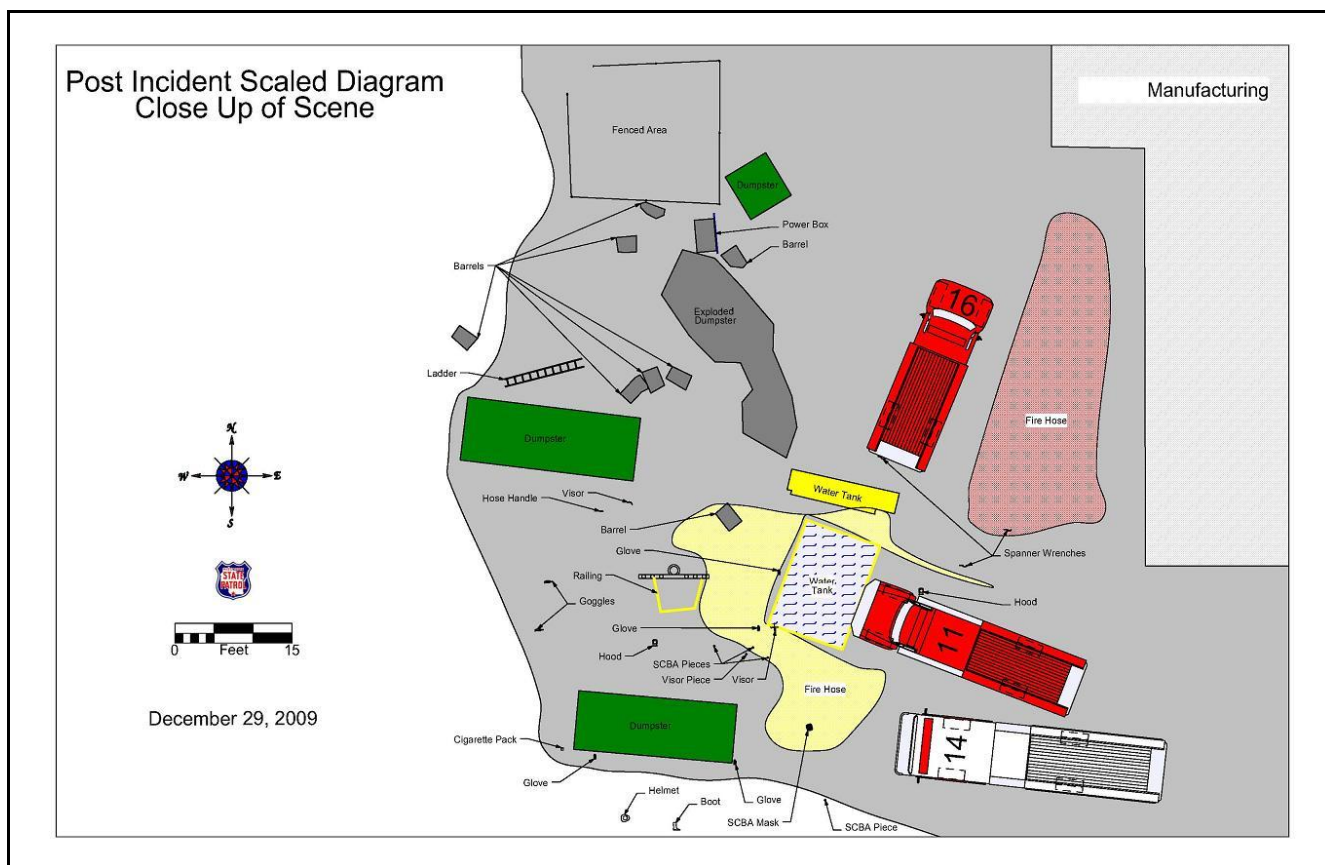 Post Incident Scaled Diagram
Close Up of Scene
Manufacturing
Fenced Area
Dumpster
Power Box
Barrel
Barrels
Exploded
Dumpster
16
Ladder
Fire Hose
Dumpster
N
W E
S
Visor
Hose Handle
Water Tank
Barrel
Glove
Spanner Wrenches
Railing
Water
Tank
Goggles
Hood
STATE
PATROL
Glove
11
Hood
SCBA Pieces
Visor Piece
Visor
0 Feet 15
Fire Hose
December 29, 2009
Dumpster
14
Cigarette Pack
Glove
Helmet
Boot
Glove
SCBA Mask
SCBA Piece